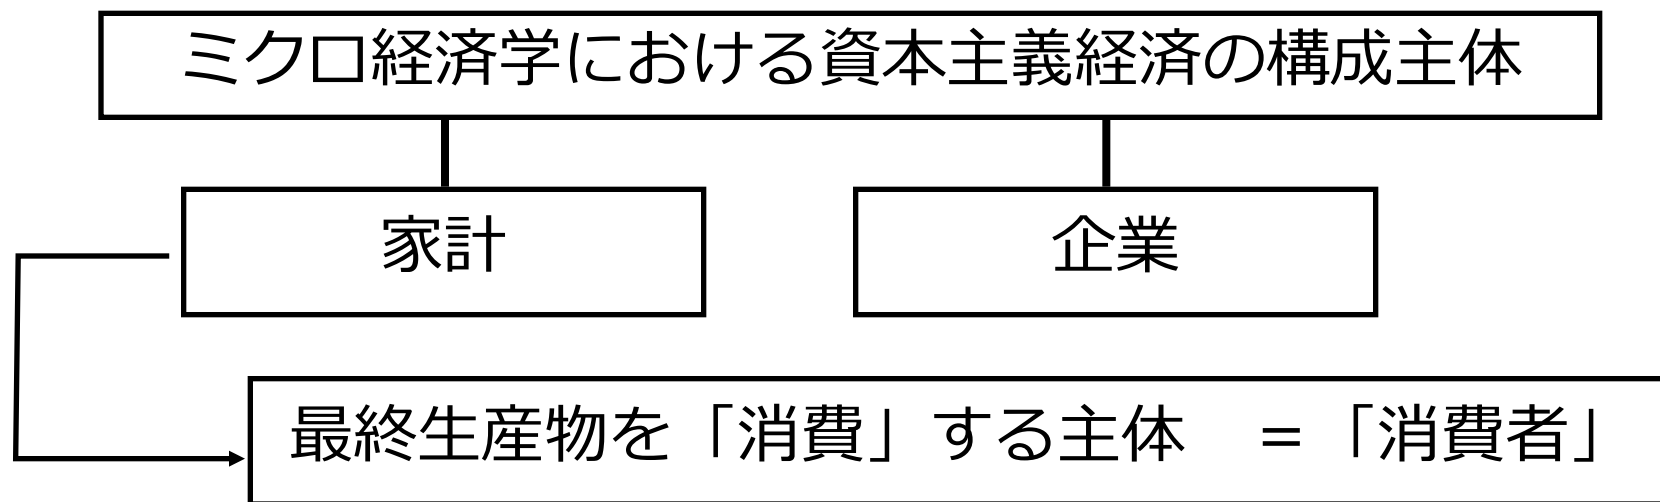 ミクロ経済学における資本主義経済の構成主体
家計
企業
最終生産物を「消費」する主体　=「消費者」